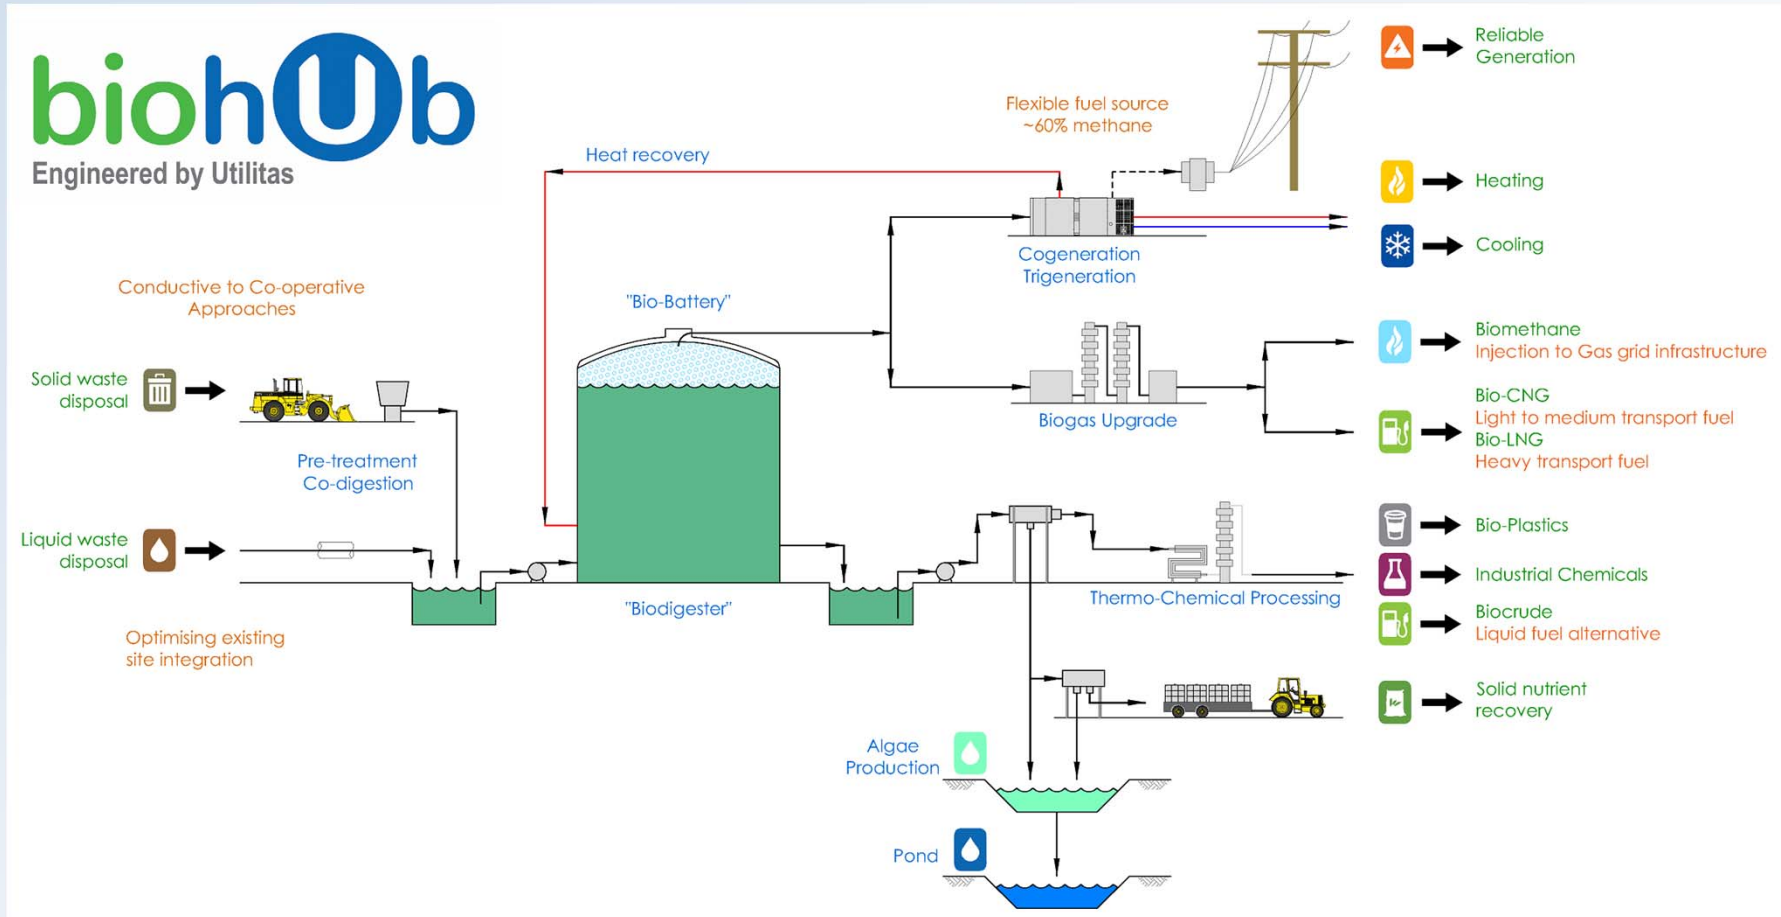 biohUb
Engineered by Utilitas
Conductive to Co-operative
Approaches
Solid waste
disposal
Pre-treatment
Co-digestion
Liquid waste
disposal
Optimising existing
site integration
Heat recovery
"Bio-Battery"
"Biodigester"
Flexible fuel source
~60% methane
Cogeneration
Trigeneration
Biogas Upgrade
Thermo-Chemical Processing
Algae
Production
Pond
Reliable
Generation
Heating
Cooling
Biomethane
Injection to Gas grid infrastructure
Bio-CNG
Light to medium transport fuel
Bio-LNG
Heavy transport fuel
Bio-Plastics
Industrial Chemicals
Biocrude
Liquid fuel alternative
Solid nutrient
recovery